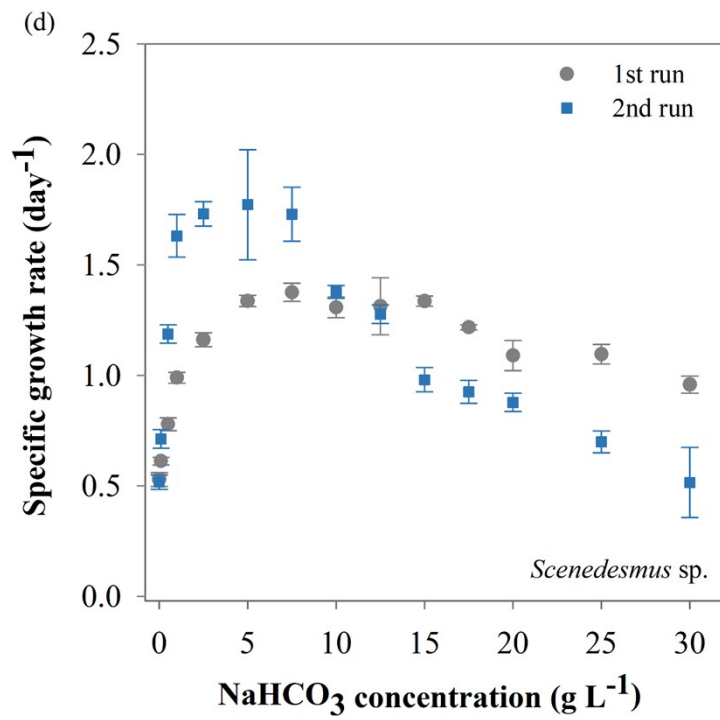 (d)
2.5
2.0
1.5
1.0
0.5
0.0
Specific growth rate (day-1)
1st run
2nd run
Scenedesmus sp.
0 5 10 15 20 25 30
NaHCO3 concentration (g L-1)